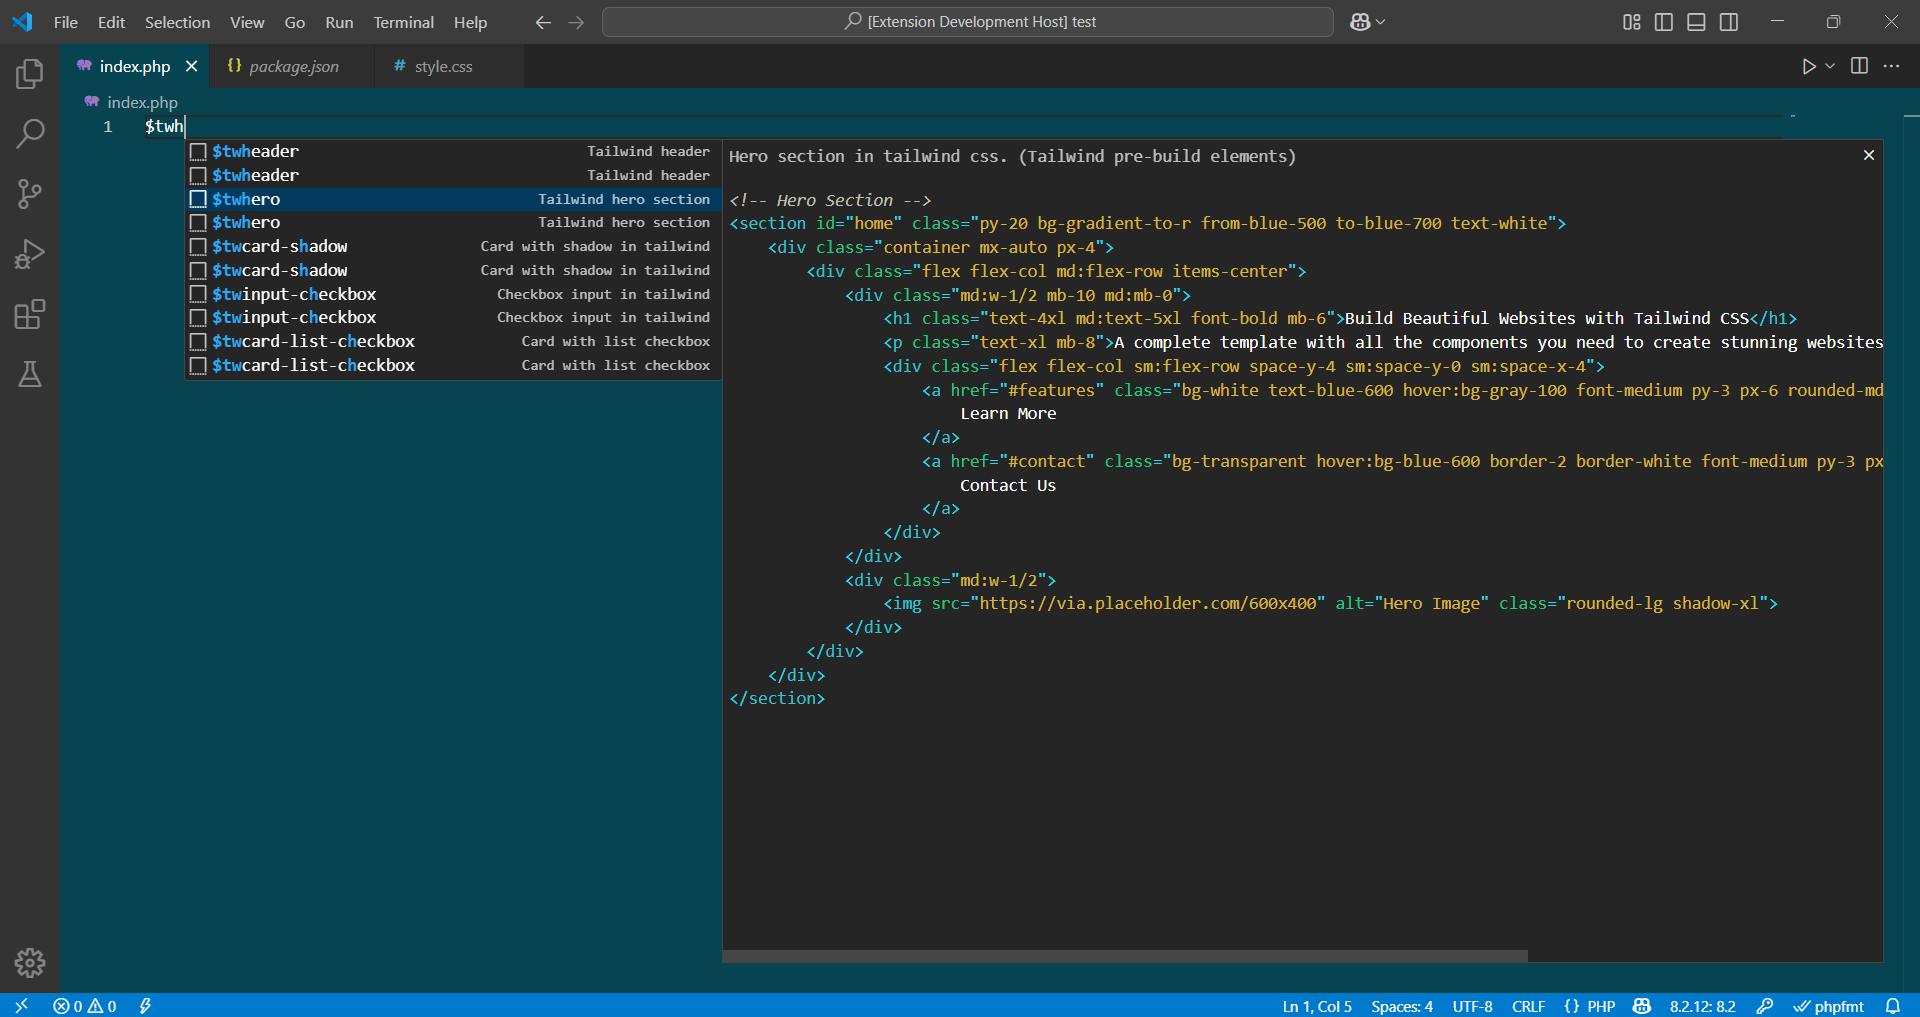 File Edit Selection View Go Run Terminal Help
[Extension Development Host] test
index.php
{} package.json
# style.css
index.php
1 $twh
$twheader Tailwind header
$twheader Tailwind header
$twhero Tailwind hero section
$twhero Tailwind hero section
$twcard-shadow Card with shadow in tailwind
$twcard-shadow Card with shadow in tailwind
$twinput-checkbox Checkbox input in tailwind
$twinput-checkbox Checkbox input in tailwind
$twcard-list-checkbox Card with list checkbox
$twcard-list-checkbox Card with list checkbox
Hero section in tailwind css. (Tailwind pre-build elements)
<!-- Hero Section -->
<section id="home" class="py-20 bg-gradient-to-r from-blue-500 to-blue-700 text-white">
<div class="container mx-auto px-4">
<div class="flex flex-col md:flex-row items-center">
<div class="md:w-1/2 mb-10 md:mb-0">
<h1 class="text-4xl md:text-5xl font-bold mb-6">Build Beautiful Websites with Tailwind CSS</h1>
<p class="text-xl mb-8">A complete template with all the components you need to create stunning websites
<div class="flex flex-col sm:flex-row space-y-4 sm:space-y-0 sm:space-x-4">
<a href="#features" class="bg-white text-blue-600 hover:bg-gray-100 font-medium py-3 px-6 rounded-md
Learn More
</a>
<a href="#contact" class="bg-transparent hover:bg-blue-600 border-2 border-white font-medium py-3 px
Contact Us
</a>
</div>
</div>
<div class="md:w-1/2">
<img src="https://via.placeholder.com/600x400" alt="Hero Image" class="rounded-lg shadow-xl">
</div>
</div>
</div>
</section>
0 0
Ln 1, Col 5 Spaces: 4 UTF-8 CRLF {} PHP 8.2.12: 8.2 phpfmt